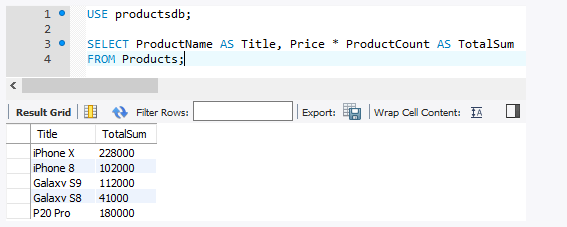 1 USE productsdb;
2
3 SELECT ProductName AS Title, Price * ProductCount AS TotalSum
4 FROM Products;
Result Grid Filter Rows: Export: Wrap Cell Content: IA
Title TotalSum
iPhone X 228000
iPhone 8 102000
Galaxy S9 112000
Galaxy S8 41000
P20 Pro 180000